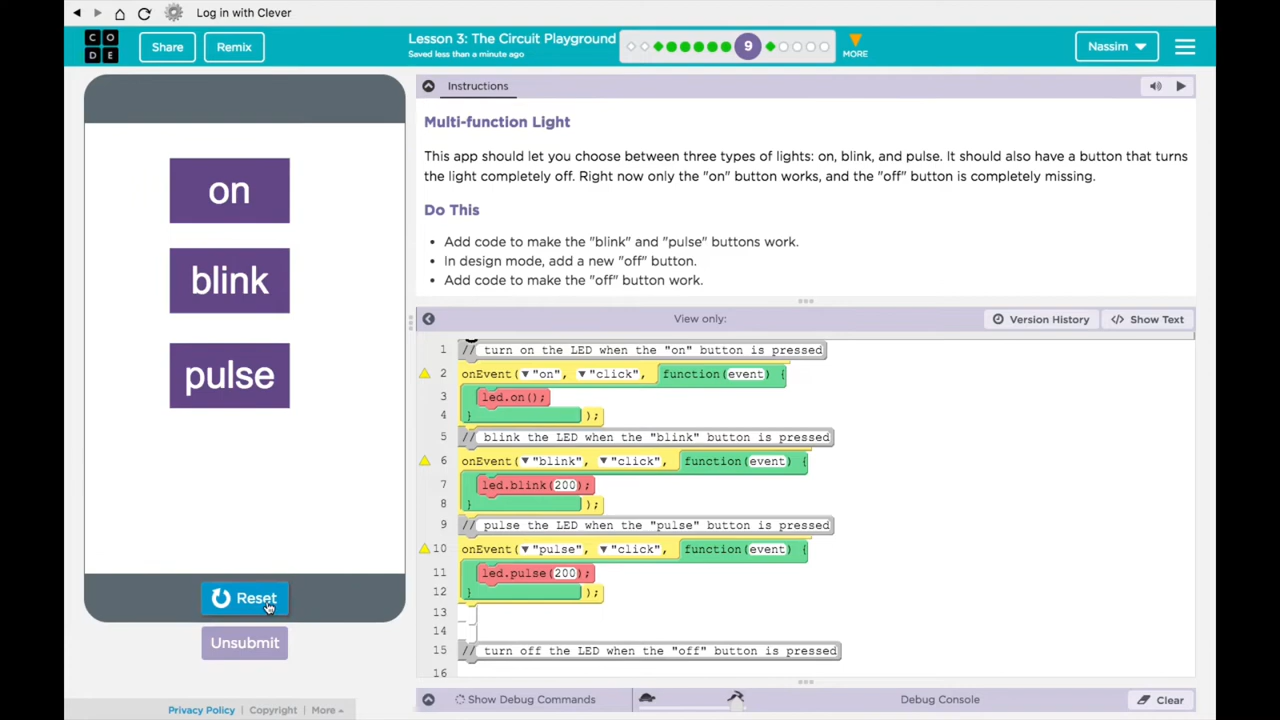 Log in with Clever
C O D E
Share
Remix
Lesson 3: The Circuit Playground
Saved less than a minute ago
9
MORE
Nassim
Instructions
Multi-function Light
This app should let you choose between three types of lights: on, blink, and pulse. It should also have a button that turns
the light completely off. Right now only the "on" button works, and the "off" button is completely missing.
Do This
• Add code to make the "blink" and "pulse" buttons work.
• In design mode, add a new "off" button.
• Add code to make the "off" button work.
on
blink
pulse
Reset
Unsubmit
View only:
Version History
</> Show Text
1 // turn on the LED when the "on" button is pressed
2 onEvent(▼"on", ▼"click", function(event) {
3 led.on();
4 } );
5 // blink the LED when the "blink" button is pressed
6 onEvent(▼"blink", ▼"click", function(event) {
7 led.blink(200);
8 } );
9 // pulse the LED when the "pulse" button is pressed
10 onEvent(▼"pulse", ▼"click", function(event) {
11 led.pulse(200);
12 } );
13
14
15 // turn off the LED when the "off" button is pressed
16
Show Debug Commands
Debug Console
Clear
Privacy Policy | Copyright | More